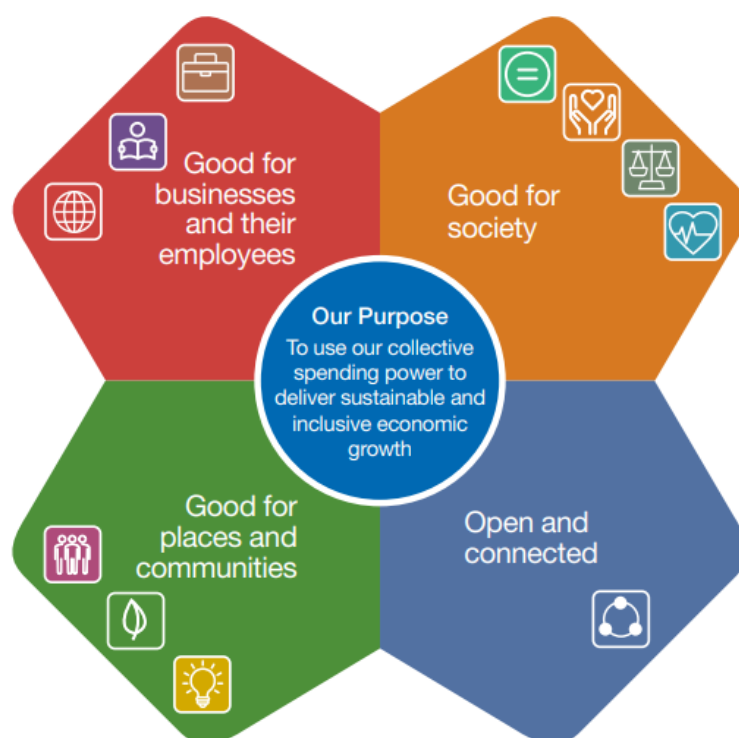 Good for
businesses
and their
employees
Good for
society
Our Purpose
To use our collective
spending power to
deliver sustainable and
inclusive economic
growth
Good for
places and
communities
Open and
connected